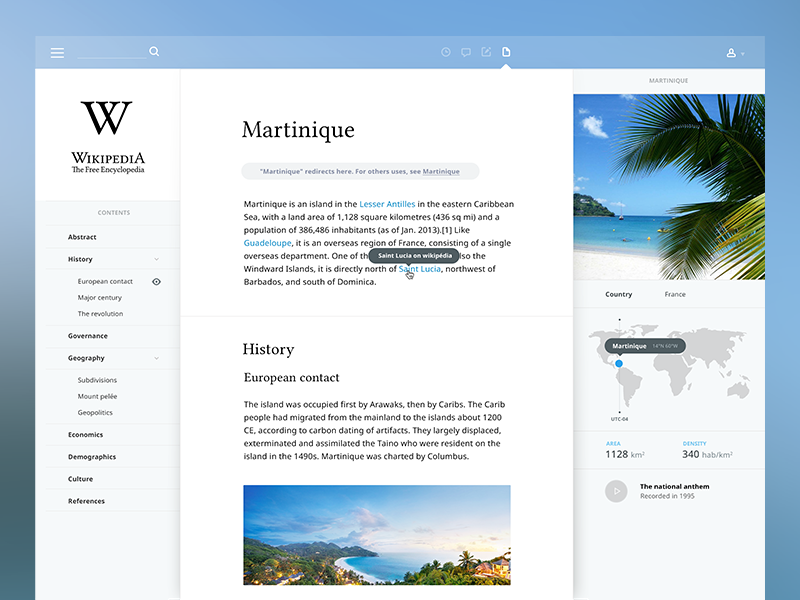 WIKIPEDIA
The Free Encyclopedia
CONTENTS
Abstract
History
European contact
Major century
The revolution
Governance
Geography
Subdivisions
Mount pelée
Geopolitics
Economics
Demographics
Culture
References
Martinique
"Martinique" redirects here. For others uses, see Martinique
Martinique is an island in the Lesser Antilles in the eastern Caribbean
Sea, with a land area of 1,128 square kilometres (436 sq mi) and a
population of 386,486 inhabitants (as of Jan. 2013).[1] Like
Guadeloupe, it is an overseas region of France, consisting of a single
overseas department. One of th
Saint Lucia on wikipédia
lso the
Windward Islands, it is directly north of Saint Lucia, northwest of
Barbados, and south of Dominica.
History
European contact
The island was occupied first by Arawaks, then by Caribs. The Carib
people had migrated from the mainland to the islands about 1200
CE, according to carbon dating of artifacts. They largely displaced,
exterminated and assimilated the Taino who were resident on the
island in the 1490s. Martinique was charted by Columbus.
MARTINIQUE
Country France
Martinique 14°N 60°W
UTC-04
AREA DENSITY
1128 km² 340 hab/km²
The national anthem
Recorded in 1995